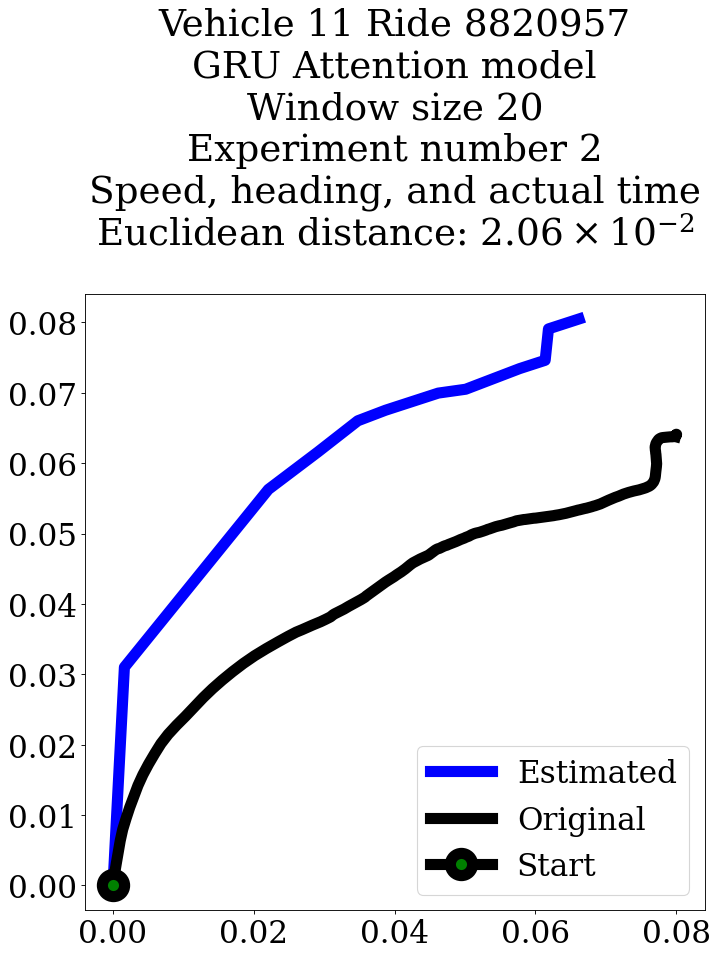 Vehicle 11 Ride 8820957
GRU Attention model
Window size 20
Experiment number 2
Speed, heading, and actual time
Euclidean distance: 2.06 × 10⁻²
0.08
0.07
0.06
0.05
0.04
0.03
0.02
0.01
0.00
Estimated
Original
Start
0.00 0.02 0.04 0.06 0.08